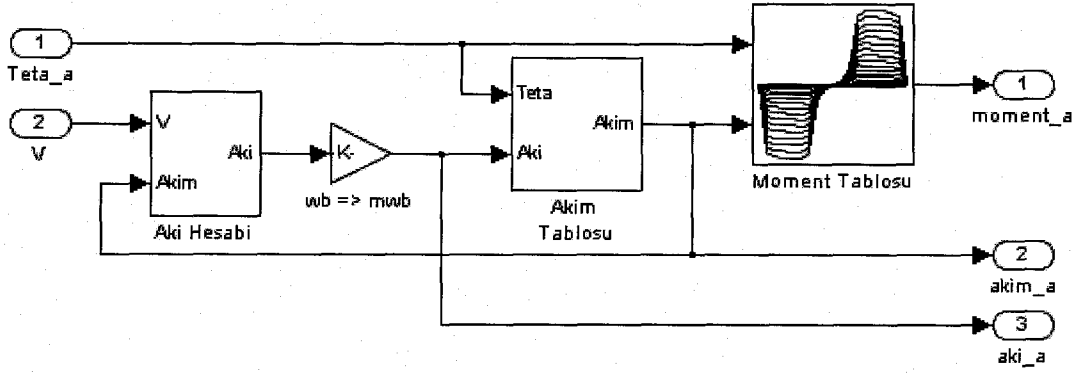 1
Teta_a
2
V
V
Akim
Aki
Aki Hesabi
K-
wb => mwb
Teta
Aki
Akim
Akim
Tablosu
Moment Tablosu
1
moment_a
2
akim_a
3
aki_a